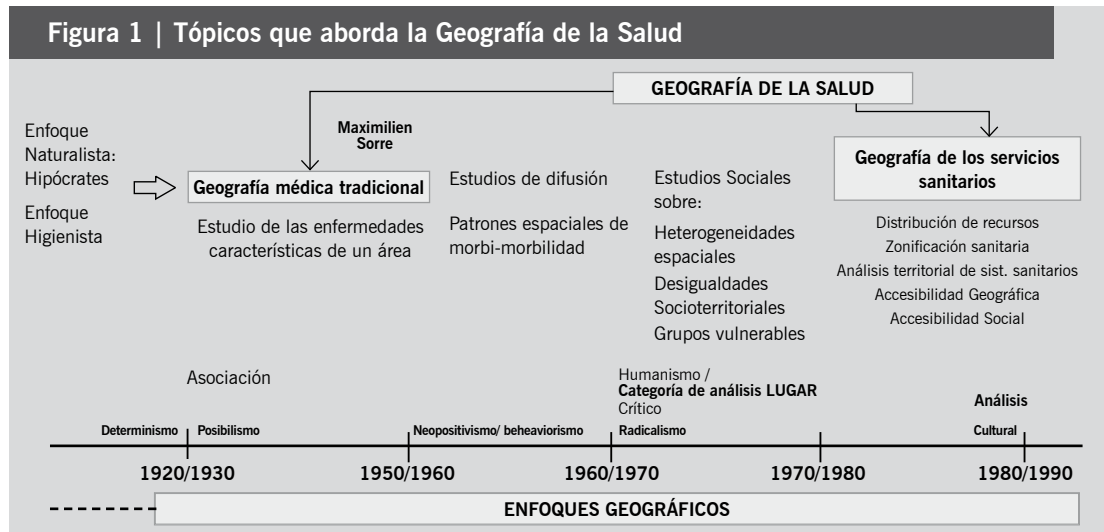 Figura 1 | Tópicos que aborda la Geografía de la Salud
GEOGRAFÍA DE LA SALUD
Enfoque
Naturalista:
Hipócrates
Enfoque
Higienista
Maximilien
Sorre
Geografía médica tradicional
Estudio de las enfermedades
características de un área
Estudios de difusión
Patrones espaciales de
morbi-morbilidad
Estudios Sociales
sobre:
Heterogeneidades
espaciales
Desigualdades
Socioterritoriales
Grupos vulnerables
Geografía de los servicios
sanitarios
Distribución de recursos
Zonificación sanitaria
Análisis territorial de sist. sanitarios
Accesibilidad Geográfica
Accesibilidad Social
Asociación
Humanismo /
Categoría de análisis LUGAR
Crítico
Análisis
Determinismo
Posibilismo
Neopositivismo/ beheaviorismo
Radicalismo
Cultural
1920/1930
1950/1960
1960/1970
1970/1980
1980/1990
ENFOQUES GEOGRÁFICOS